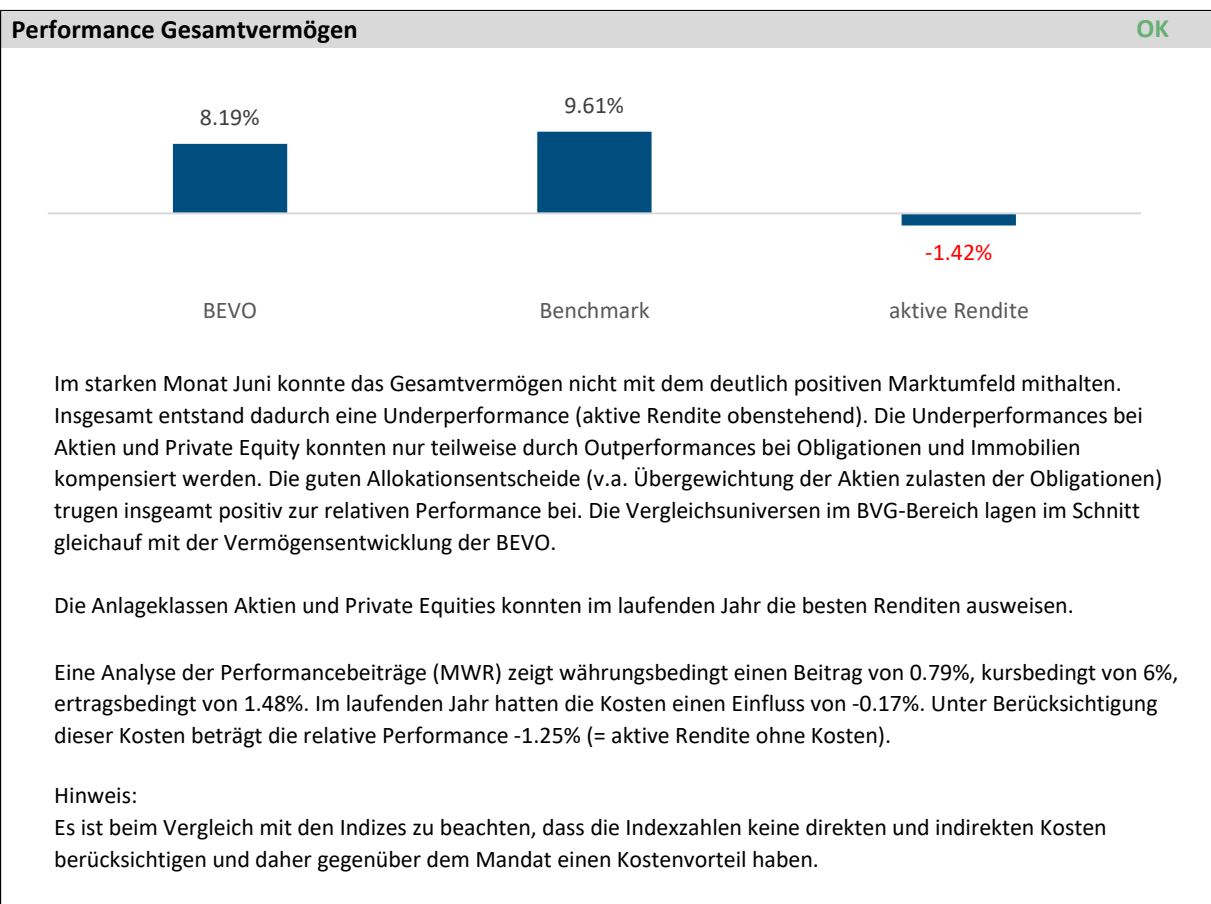 Performance Gesamtvermögen OK
8.19%
9.61%
-1.42%
BEVO Benchmark aktive Rendite
Im starken Monat Juni konnte das Gesamtvermögen nicht mit dem deutlich positiven Marktumfeld mithalten.
Insgesamt entstand dadurch eine Underperformance (aktive Rendite obenstehend). Die Underperformances bei
Aktien und Private Equity konnten nur teilweise durch Outperformances bei Obligationen und Immobilien
kompensiert werden. Die guten Allokationsentscheide (v.a. Übergewichtung der Aktien zulasten der Obligationen)
trugen insgeamt positiv zur relativen Performance bei. Die Vergleichsuniversen im BVG-Bereich lagen im Schnitt
gleichauf mit der Vermögensentwicklung der BEVO.
Die Anlageklassen Aktien und Private Equities konnten im laufenden Jahr die besten Renditen ausweisen.
Eine Analyse der Performancebeiträge (MWR) zeigt währungsbedingt einen Beitrag von 0.79%, kursbedingt von 6%,
ertragsbedingt von 1.48%. Im laufenden Jahr hatten die Kosten einen Einfluss von -0.17%. Unter Berücksichtigung
dieser Kosten beträgt die relative Performance -1.25% (= aktive Rendite ohne Kosten).
Hinweis:
Es ist beim Vergleich mit den Indizes zu beachten, dass die Indexzahlen keine direkten und indirekten Kosten
berücksichtigen und daher gegenüber dem Mandat einen Kostenvorteil haben.